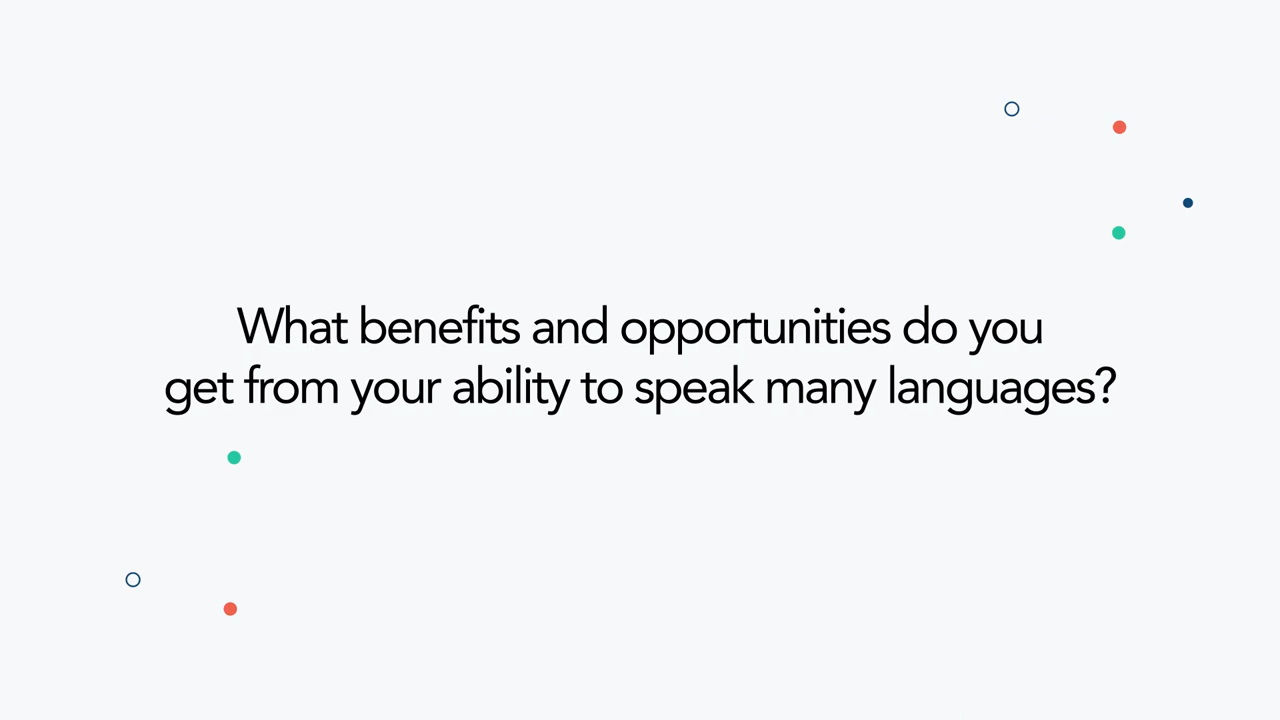 What benefits and opportunities do you
get from your ability to speak many languages?